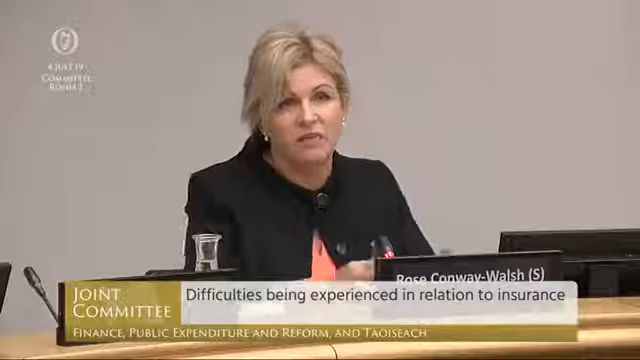 4 JULY 19
COMMITTEE
ROOM 2
Rose Conway-Walsh (S)
JOINT
COMMITTEE
Difficulties being experienced in relation to insurance
FINANCE, PUBLIC EXPENDITURE AND REFORM, AND TAOISEACH